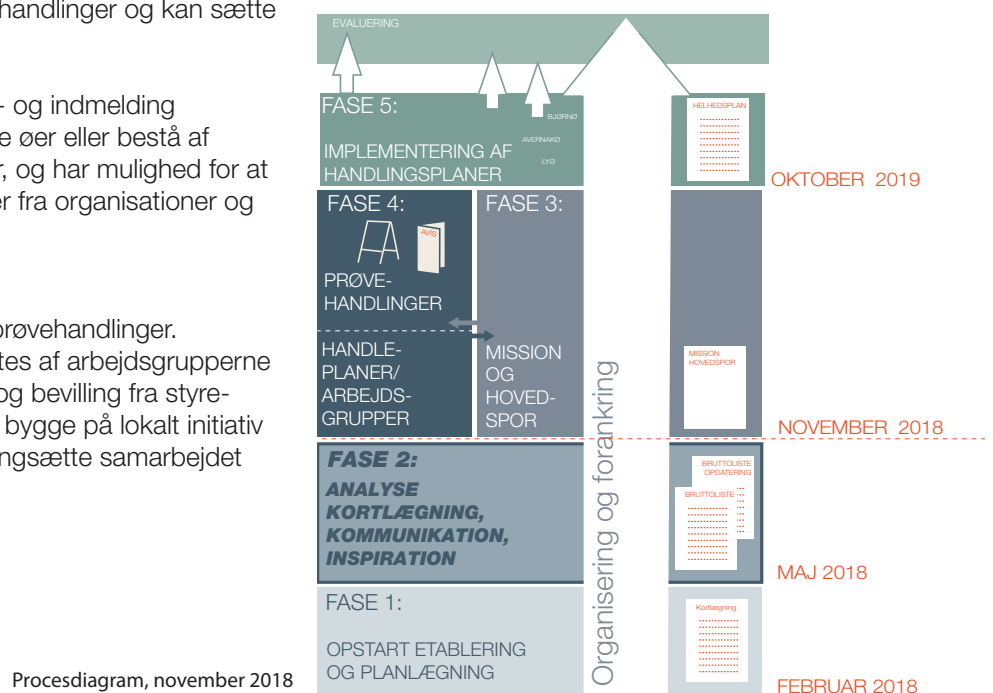 handlinger og kan sætte
- og indmelding
e øer eller bestå af
r, og har mulighed for at
er fra organisationer og
prøvehandlinger.
tes af arbejdsgrupperne
og bevilling fra styre-
bygge på lokalt initiativ
ngsætte samarbejdet
Procesdiagram, november 2018
EVALUERING
FASE 5:
BJØRNØ
AVERNAKØ
LYØ
IMPLEMENTERING AF
HANDLINGSPLANER
HELHEDSPLAN
OKTOBER 2019
FASE 4:
AVIS
PRØVE-
HANDLINGER
HANDLE-
PLANER/
ARBEJDS-
GRUPPER
FASE 3:
MISSION
OG
HOVED-
SPOR
MISSION
HOVEDSPOR
NOVEMBER 2018
FASE 2:
ANALYSE
KORTLÆGNING,
KOMMUNIKATION,
INSPIRATION
BRUTTOLISTE
OPDATERING
BRUTTOLISTE
MAJ 2018
FASE 1:
OPSTART ETABLERING
OG PLANLÆGNING
Kortlægning
FEBRUAR 2018
Organisering og forankring